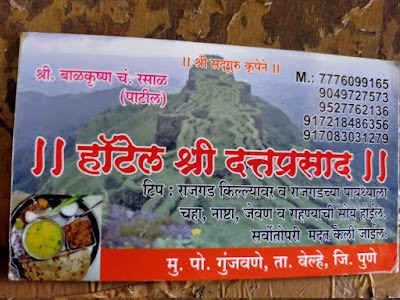 ।। श्री सद्गुरु कृपेने ।।
श्री. बाळकृष्ण चं. रसाळ
(पाटील)
M.: 7776099165
9049727573
9527762136
917218486356
917083031279
।। हॉटेल श्री दत्तप्रसाद ।।
टिप : राजगड किल्ल्यावर व राजगडच्या पायथ्याला
चहा, नाष्टा, जेवण व राहण्याची सोय होईल.
सर्वोतोपरी मदत केली जाईल.
मु. पो. गुंजवणे, ता. वेल्हे, जि. पुणे